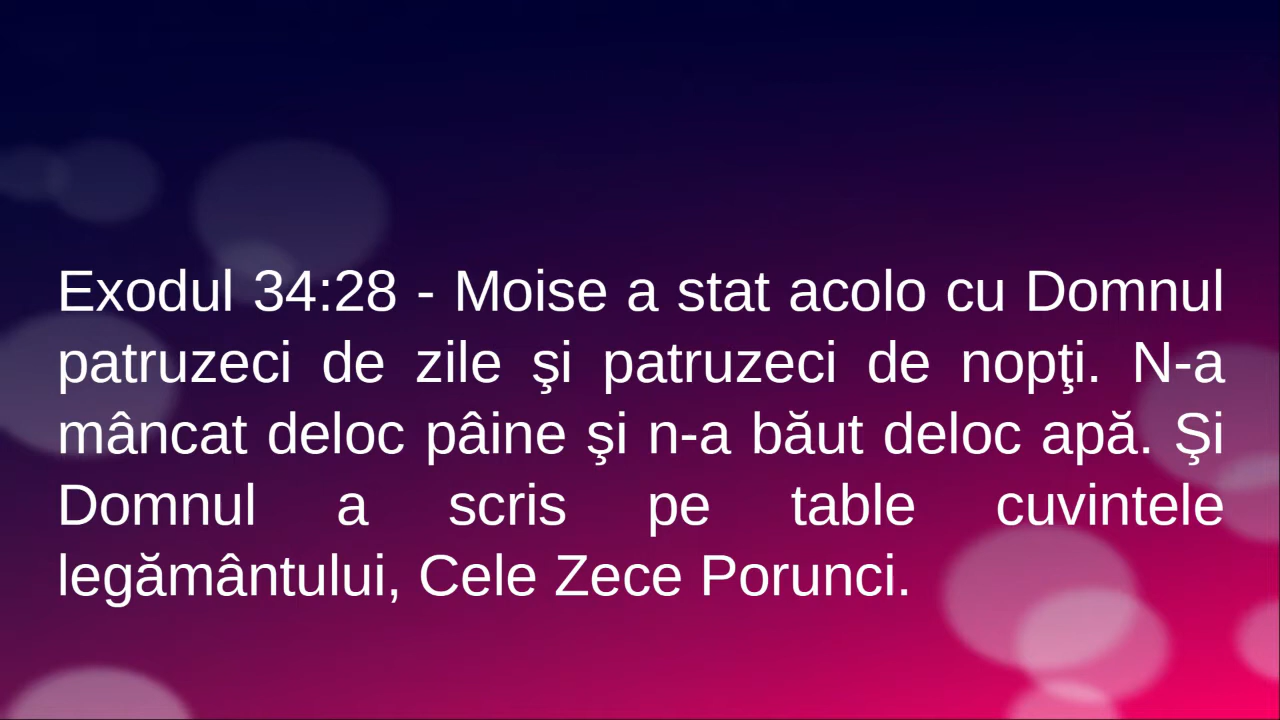 Exodul 34:28 - Moise a stat acolo cu Domnul
patruzeci de zile şi patruzeci de nopţi. N-a
mâncat deloc pâine şi n-a băut deloc apă. Şi
Domnul a scris pe table cuvintele
legământului, Cele Zece Porunci.